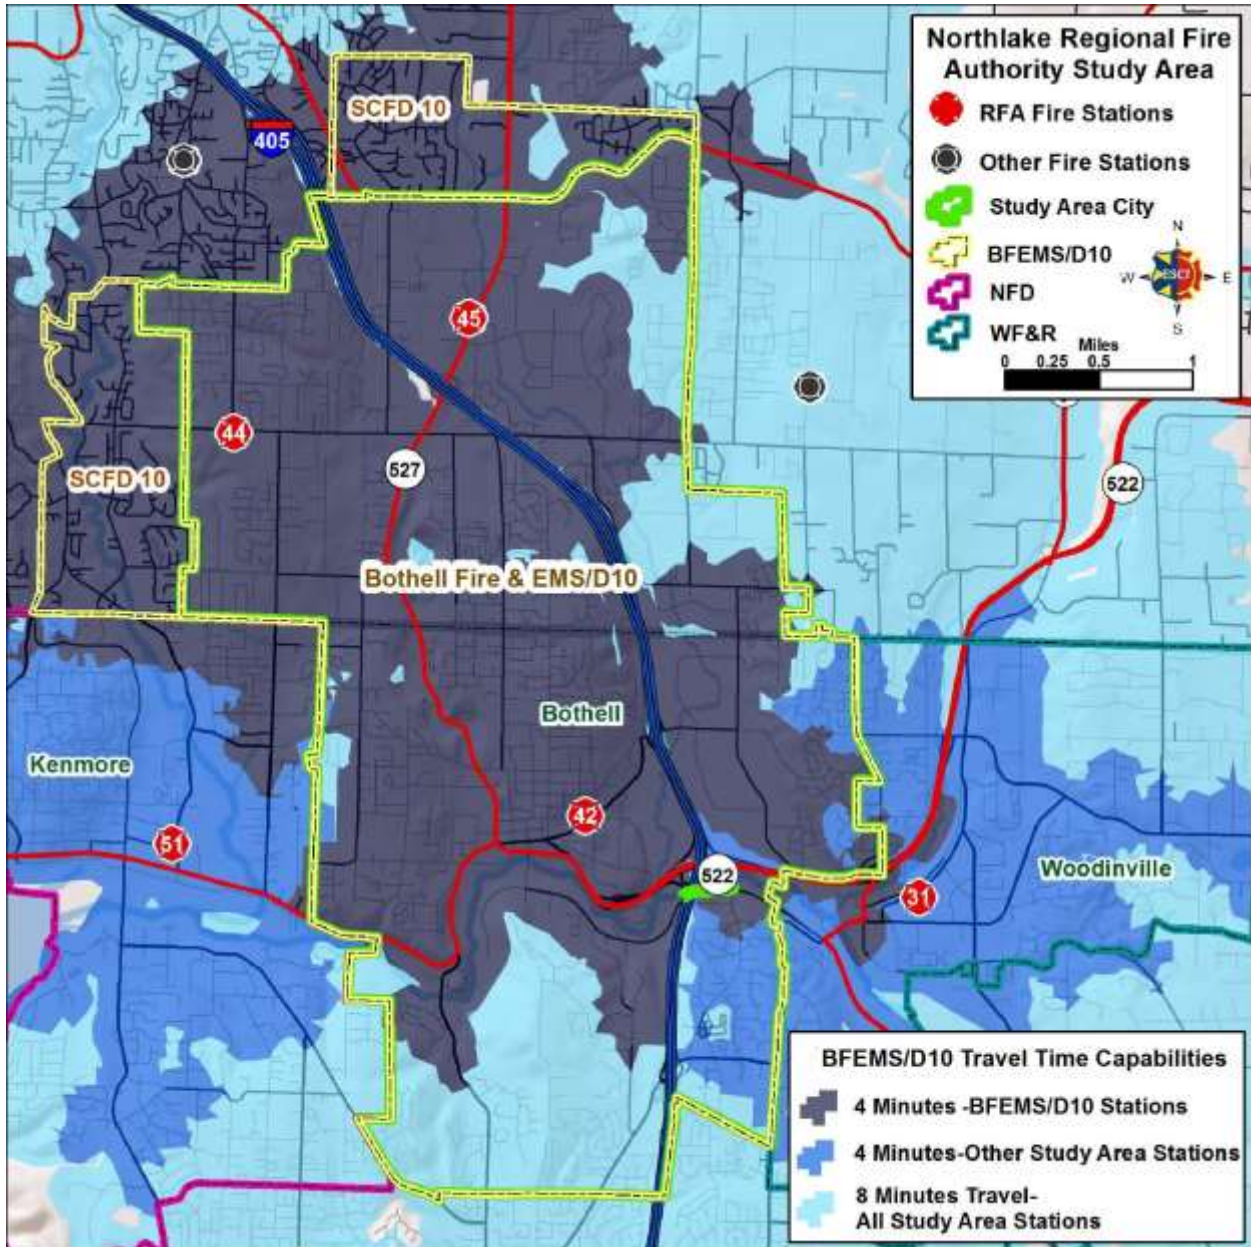 Northlake Regional Fire
Authority Study Area
RFA Fire Stations
Other Fire Stations
Study Area City
BFEMS/D10
NFD
WF&R
N
W
E
S
ESCI
Miles
0 0.25 0.5 1
SCFD 10
405
45
44
527
SCFD 10
522
Bothell Fire & EMS/D10
Bothell
Kenmore
42
51
522
Woodinville
31
BFEMS/D10 Travel Time Capabilities
4 Minutes -BFEMS/D10 Stations
4 Minutes-Other Study Area Stations
8 Minutes Travel-
All Study Area Stations